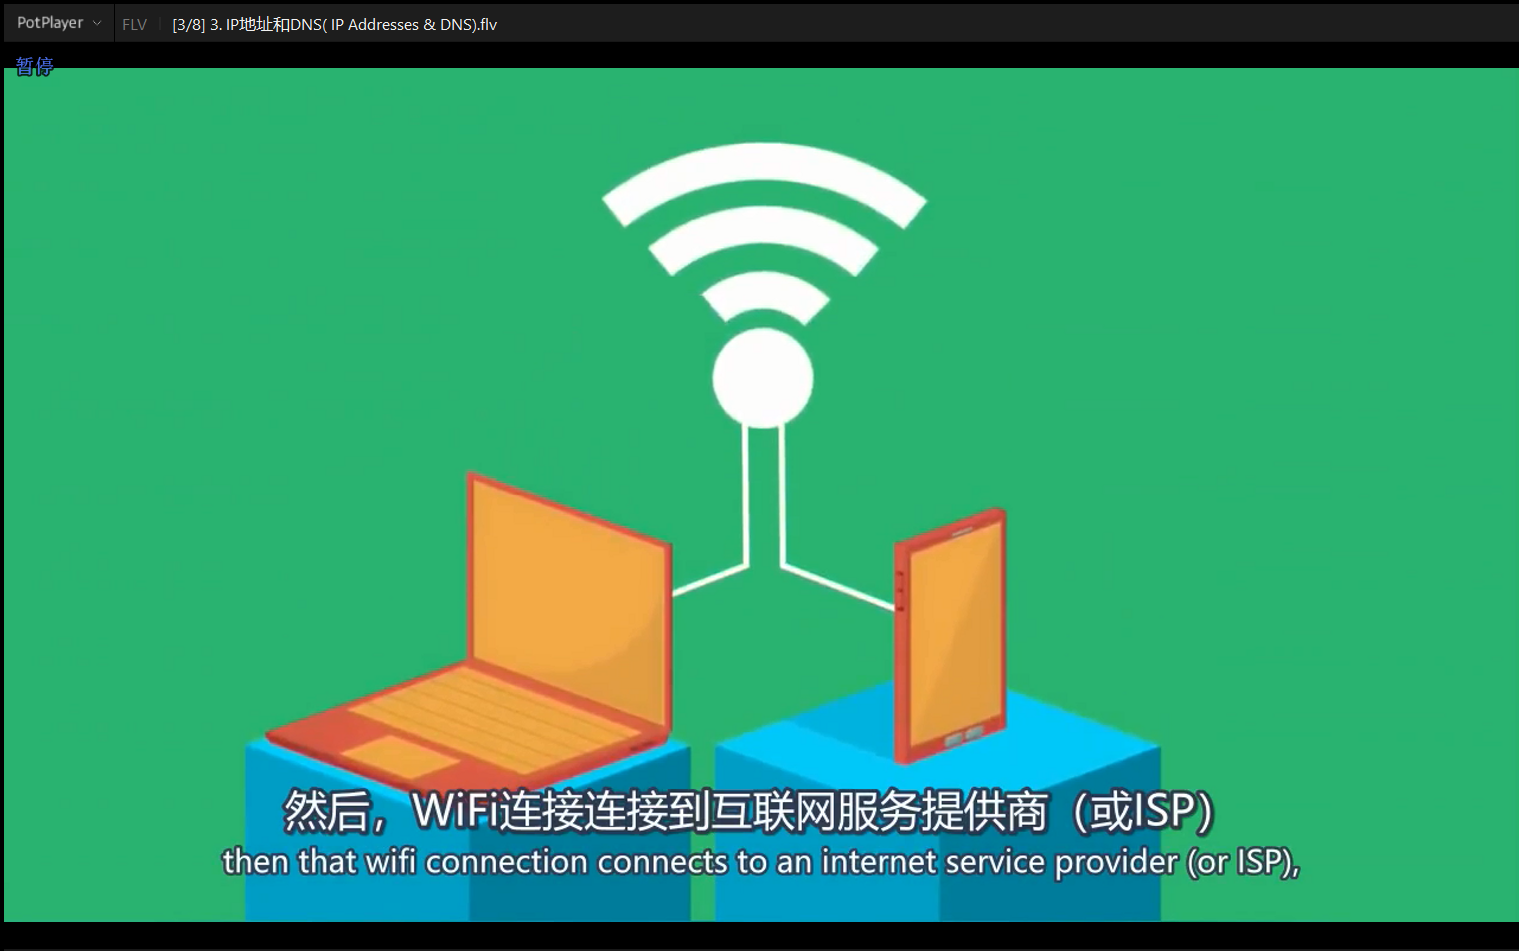 PotPlayer FLV [3/8] 3. IP地址和DNS( IP Addresses & DNS).flv
暂停
然后，WiFi连接连接到互联网服务提供商（或ISP）
then that wifi connection connects to an internet service provider (or ISP),